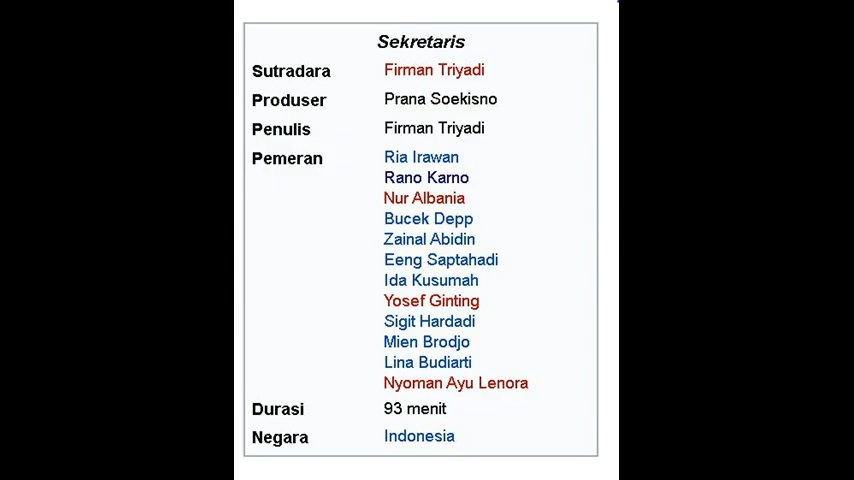 Sekretaris
Sutradara Firman Triyadi
Produser Prana Soekisno
Penulis Firman Triyadi
Pemeran Ria Irawan
Rano Karno
Nur Albania
Bucek Depp
Zainal Abidin
Eeng Saptahadi
Ida Kusumah
Yosef Ginting
Sigit Hardadi
Mien Brodjo
Lina Budiarti
Nyoman Ayu Lenora
Durasi 93 menit
Negara Indonesia